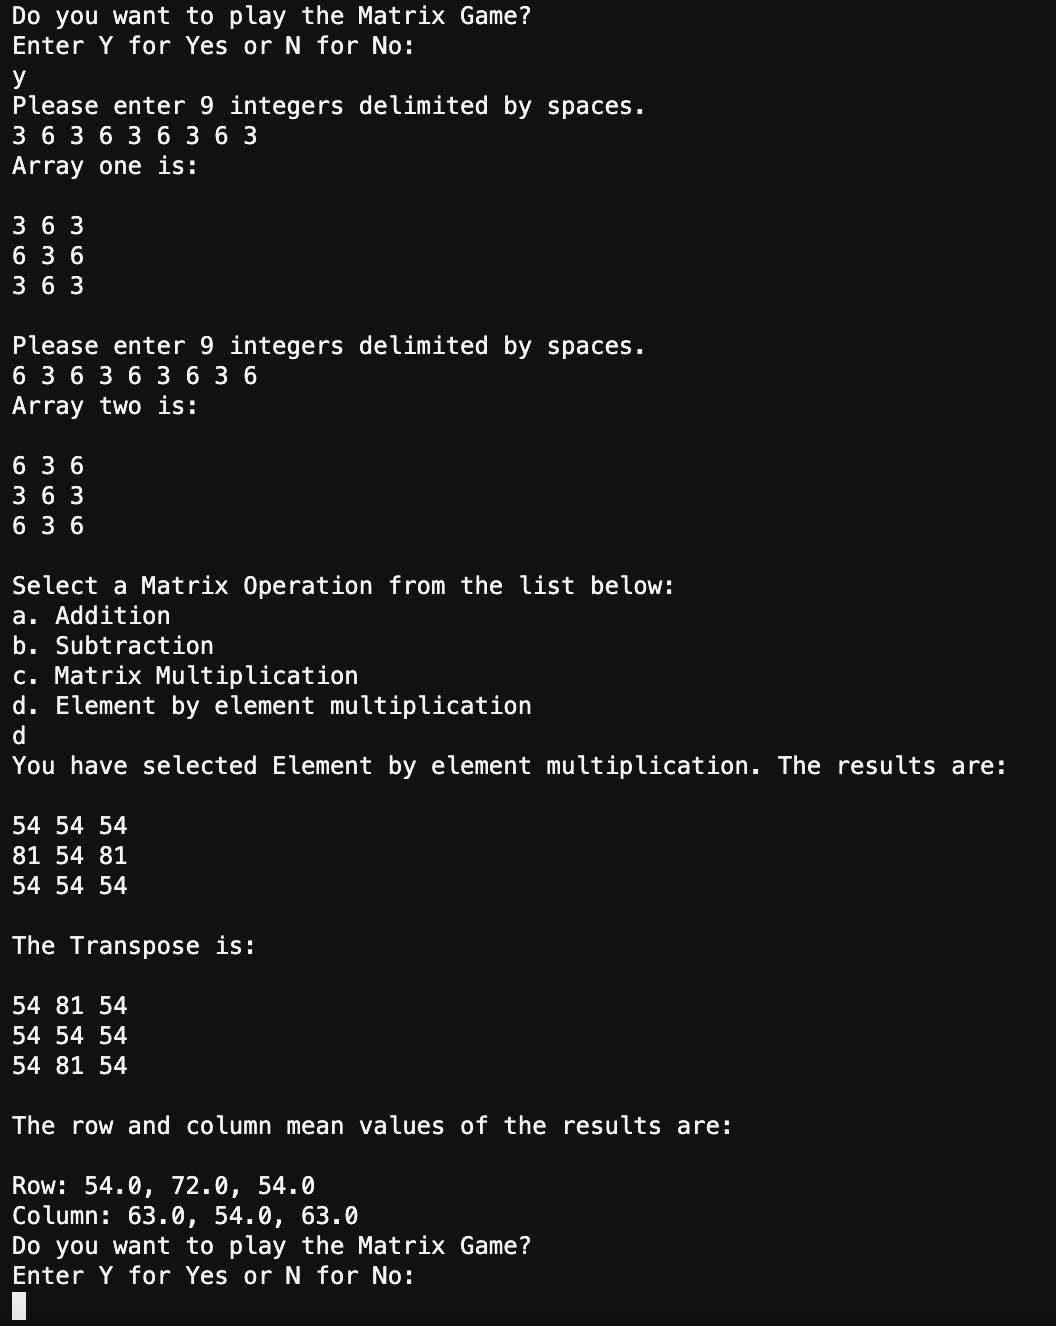 Do you want to play the Matrix Game?
Enter Y for Yes or N for No:
y
Please enter 9 integers delimited by spaces.
3 6 3 6 3 6 3 6 3
Array one is:
3 6 3
6 3 6
3 6 3
Please enter 9 integers delimited by spaces.
6 3 6 3 6 3 6 3 6
Array two is:
6 3 6
3 6 3
6 3 6
Select a Matrix Operation from the list below:
a. Addition
b. Subtraction
c. Matrix Multiplication
d. Element by element multiplication
d
You have selected Element by element multiplication. The results are:
54 54 54
81 54 81
54 54 54
The Transpose is:
54 81 54
54 54 54
54 81 54
The row and column mean values of the results are:
Row: 54.0, 72.0, 54.0
Column: 63.0, 54.0, 63.0
Do you want to play the Matrix Game?
Enter Y for Yes or N for No: